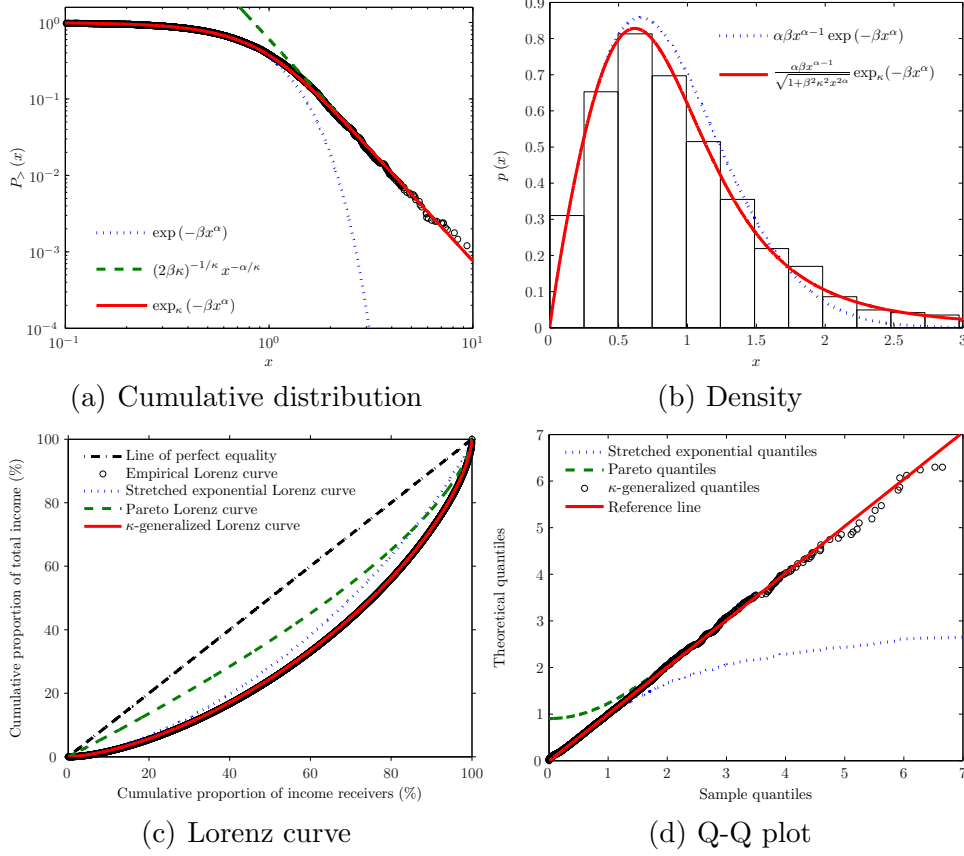 10⁰
10⁻¹
10⁻²
10⁻³
10⁻⁴
P_>(x)
exp(−βx^α)
(2βκ)^{−1/κ} x^{−α/κ}
exp_κ(−βx^α)
10⁻¹ 10⁰ 10¹
x
(a) Cumulative distribution
0.9
0.8
0.7
0.6
0.5
0.4
0.3
0.2
0.1
0
p(x)
αβx^{α−1} exp(−βx^α)
αβx^{α−1}/√(1+β²κ²x^{2α}) exp_κ(−βx^α)
0 0.5 1 1.5 2 2.5 3
x
(b) Density
100
80
60
40
20
0
Cumulative proportion of total income (%)
Line of perfect equality
Empirical Lorenz curve
Stretched exponential Lorenz curve
Pareto Lorenz curve
κ-generalized Lorenz curve
0 20 40 60 80 100
Cumulative proportion of income receivers (%)
(c) Lorenz curve
7
6
5
4
3
2
1
0
Theoretical quantiles
Stretched exponential quantiles
Pareto quantiles
κ-generalized quantiles
Reference line
0 1 2 3 4 5 6 7
Sample quantiles
(d) Q-Q plot